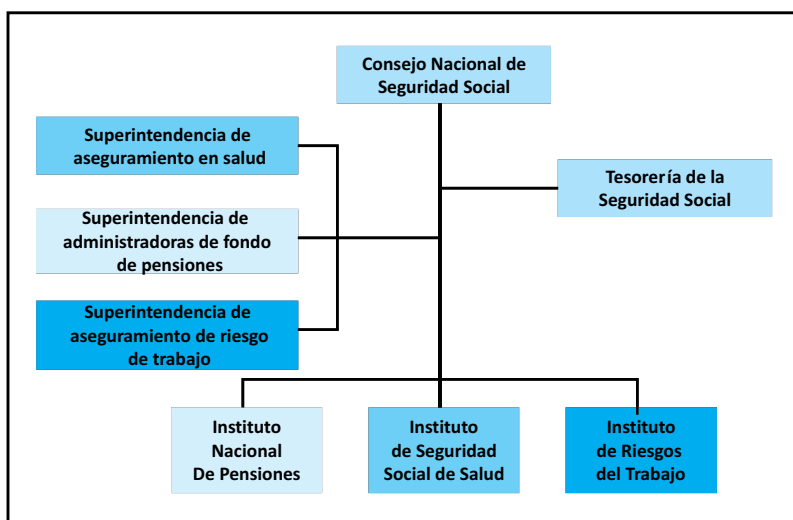 Consejo Nacional de
Seguridad Social
Superintendencia de
aseguramiento en salud
Tesorería de la
Seguridad Social
Superintendencia de
administradoras de fondo
de pensiones
Superintendencia de
aseguramiento de riesgo
de trabajo
Instituto
Nacional
De Pensiones
Instituto
de Seguridad
Social de Salud
Instituto
de Riesgos
del Trabajo